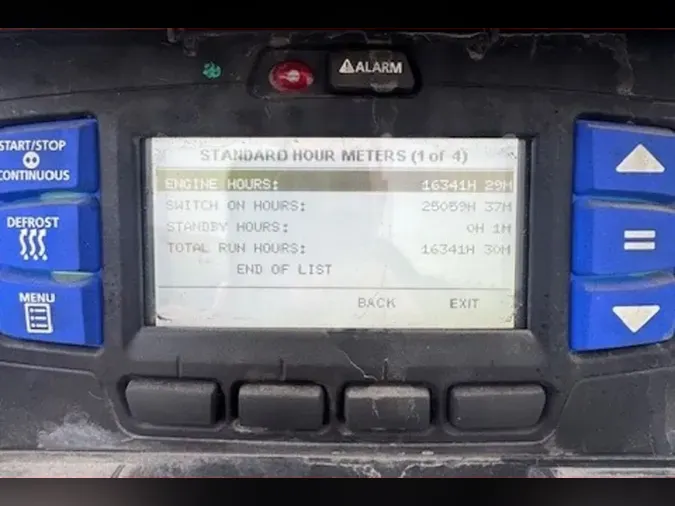 ALARM
START/STOP
CONTINUOUS
DEFROST
MENU
STANDARD HOUR METERS (1 of 4)
ENGINE HOURS: 16341H 29M
SWITCH ON HOURS: 25059H 37M
STANDBY HOURS: 0H 1M
TOTAL RUN HOURS: 16341H 30M
END OF LIST
BACK EXIT
=